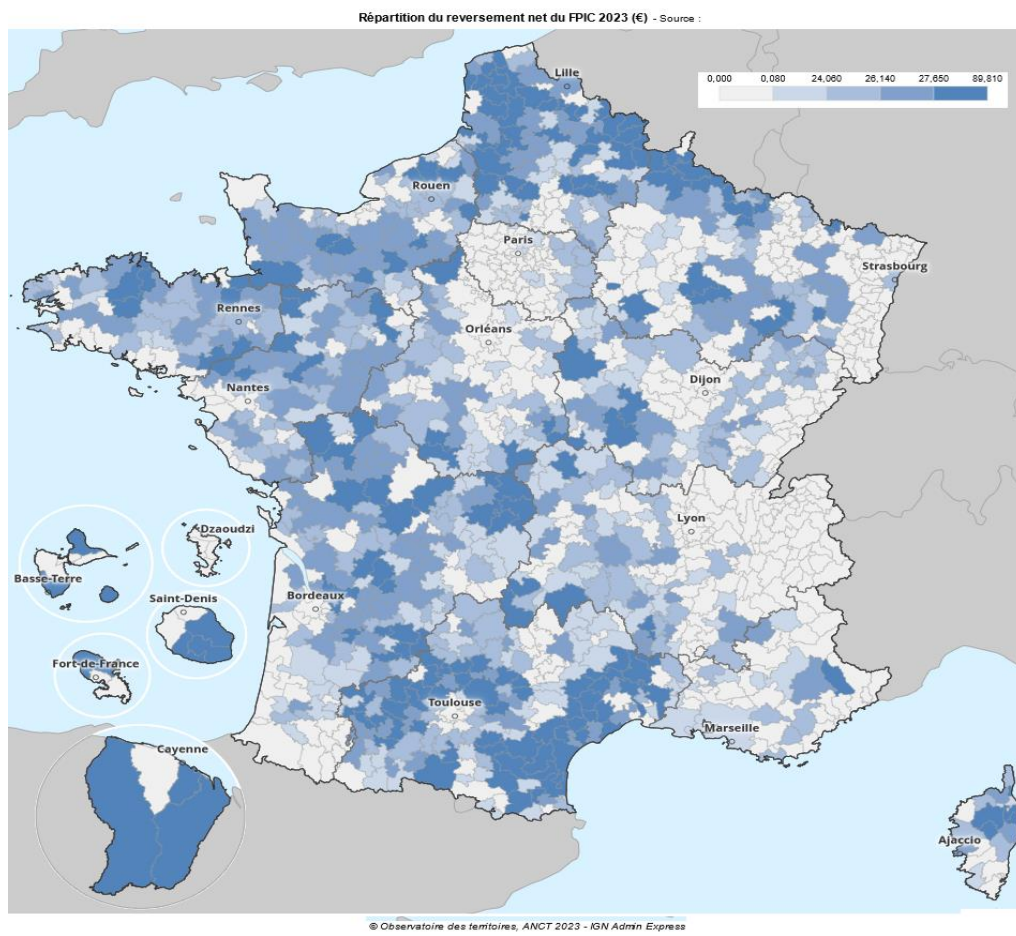 Répartition du reversement net du FPIC 2023 (€) - Source :
Lille
0,000 0,080 24,060 26,140 27,650 89,810
Rouen
Paris
Strasbourg
Rennes
Orléans
Nantes
Dijon
Lyon
Dzaoudzi
Basse-Terre
Saint-Denis
Bordeaux
Fort-de-France
Toulouse
Marseille
Cayenne
Ajaccio
© Observatoire des territoires, ANCT 2023 - IGN Admin Express